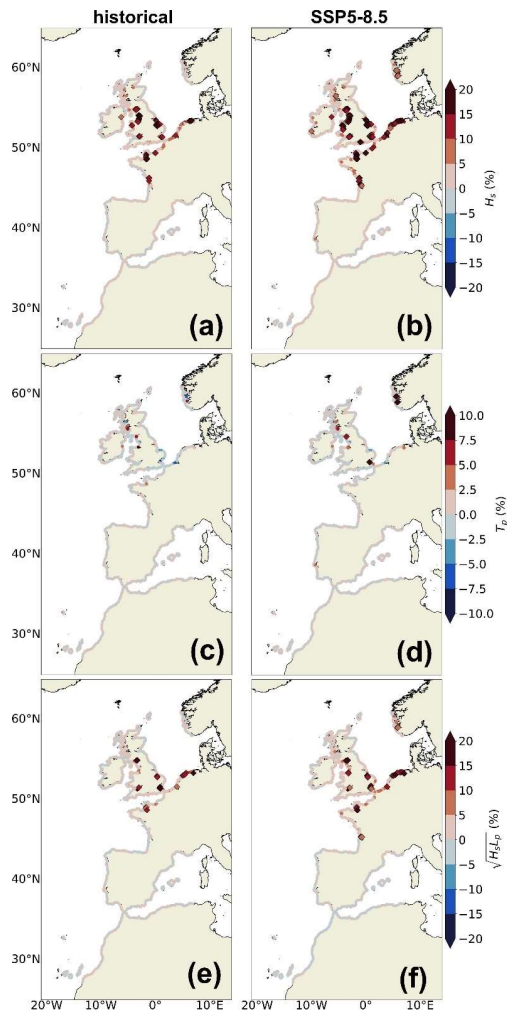 historical SSP5-8.5
60°N
50°N
40°N
30°N
(a) (b)
20
15
10
5
0
−5
−10
−15
−20
H_s (%)
60°N
50°N
40°N
30°N
(c) (d)
10.0
7.5
5.0
2.5
0.0
−2.5
−5.0
−7.5
−10.0
T_p (%)
60°N
50°N
40°N
30°N
(e) (f)
20
15
10
5
0
−5
−10
−15
−20
√H_sL_p (%)
20°W 10°W 0° 10°E 20°W 10°W 0° 10°E